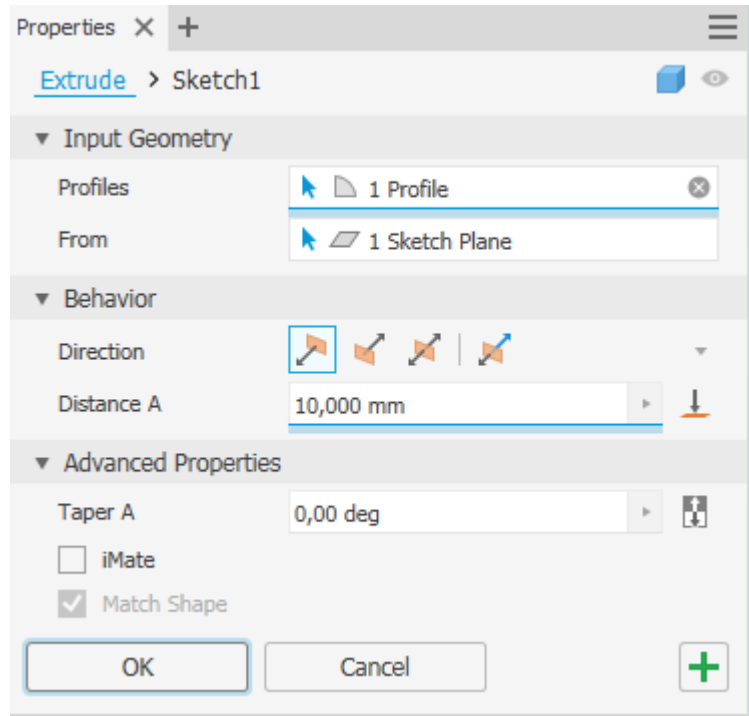 Properties
Extrude > Sketch1
Input Geometry
Profiles 1 Profile
From 1 Sketch Plane
Behavior
Direction
Distance A 10,000 mm
Advanced Properties
Taper A 0,00 deg
iMate
Match Shape
OK Cancel